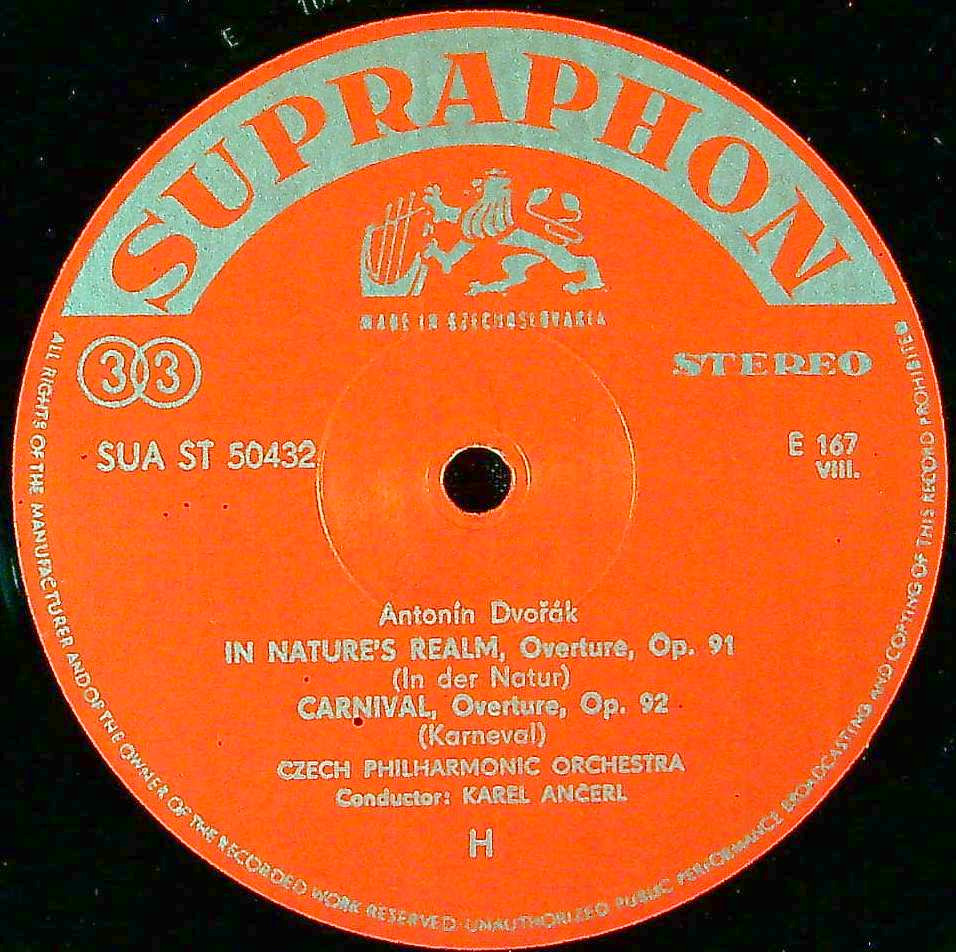 E
SUPRAPHON
MADE IN CZECHOSLOVAKIA
33
STEREO
SUA ST 50432
E 167
VIII.
Antonín Dvořák
IN NATURE'S REALM, Overture, Op. 91
(In der Natur)
CARNIVAL, Overture, Op. 92
(Karneval)
CZECH PHILHARMONIC ORCHESTRA
Conductor: KAREL ANČERL
H
ALL RIGHTS OF THE MANUFACTURER AND OF THE OWNER OF THE RECORDED WORK RESERVED. UNAUTHORIZED PUBLIC PERFORMANCE BROADCASTING AND COPYING OF THIS RECORD PROHIBITED